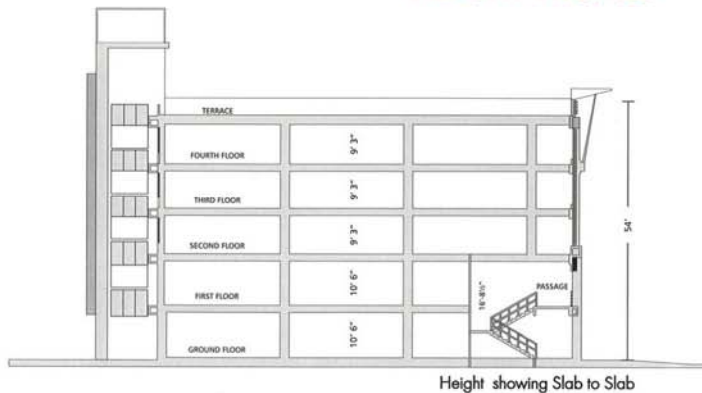 TERRACE
FOURTH FLOOR
9' 3"
THIRD FLOOR
9' 3"
SECOND FLOOR
9' 3"
54'
FIRST FLOOR
10' 6"
16'-8½"
PASSAGE
GROUND FLOOR
10' 6"
Height showing Slab to Slab